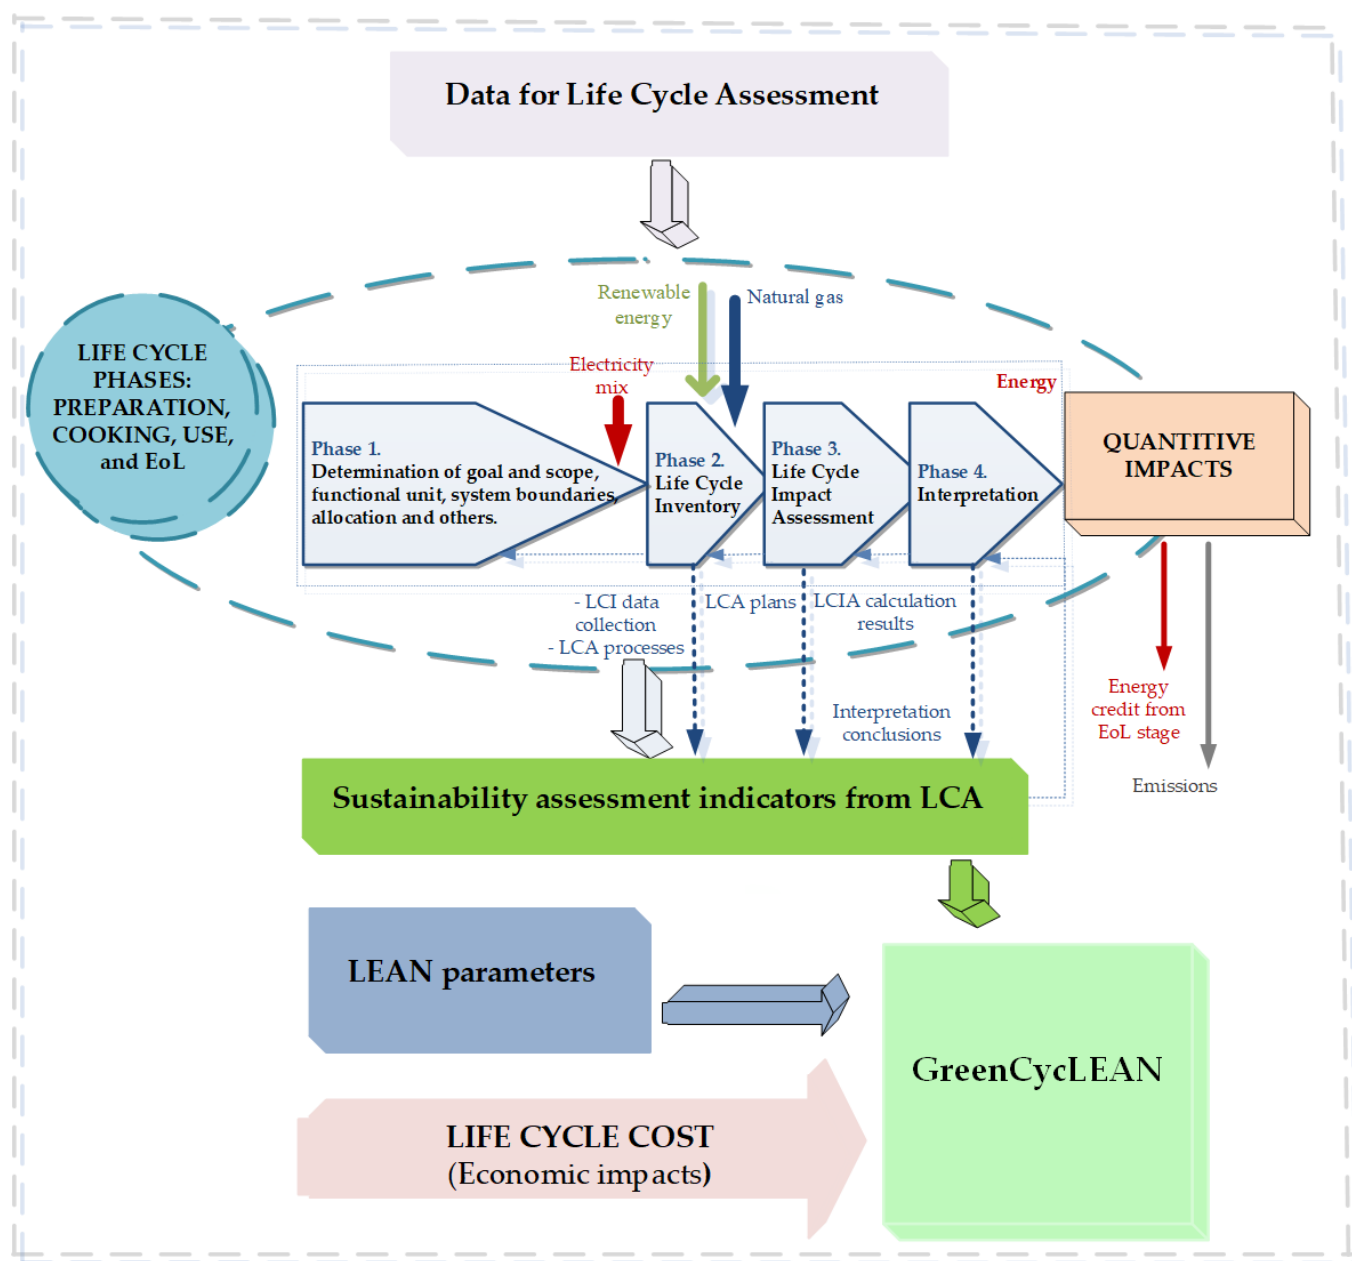 Data for Life Cycle Assessment
Renewable
energy
Natural gas
LIFE CYCLE
PHASES:
PREPARATION,
COOKING, USE,
and EoL
Electricity
mix
Energy
Phase 1.
Determination of goal and scope,
functional unit, system boundaries,
allocation and others.
Phase 2.
Life Cycle
Inventory
Phase 3.
Life Cycle
Impact
Assessment
Phase 4.
Interpretation
QUANTITIVE
IMPACTS
- LCI data
collection
- LCA processes
LCA plans
LCIA calculation
results
Interpretation
conclusions
Energy
credit from
EoL stage
Emissions
Sustainability assessment indicators from LCA
LEAN parameters
GreenCycLEAN
LIFE CYCLE COST
(Economic impacts)